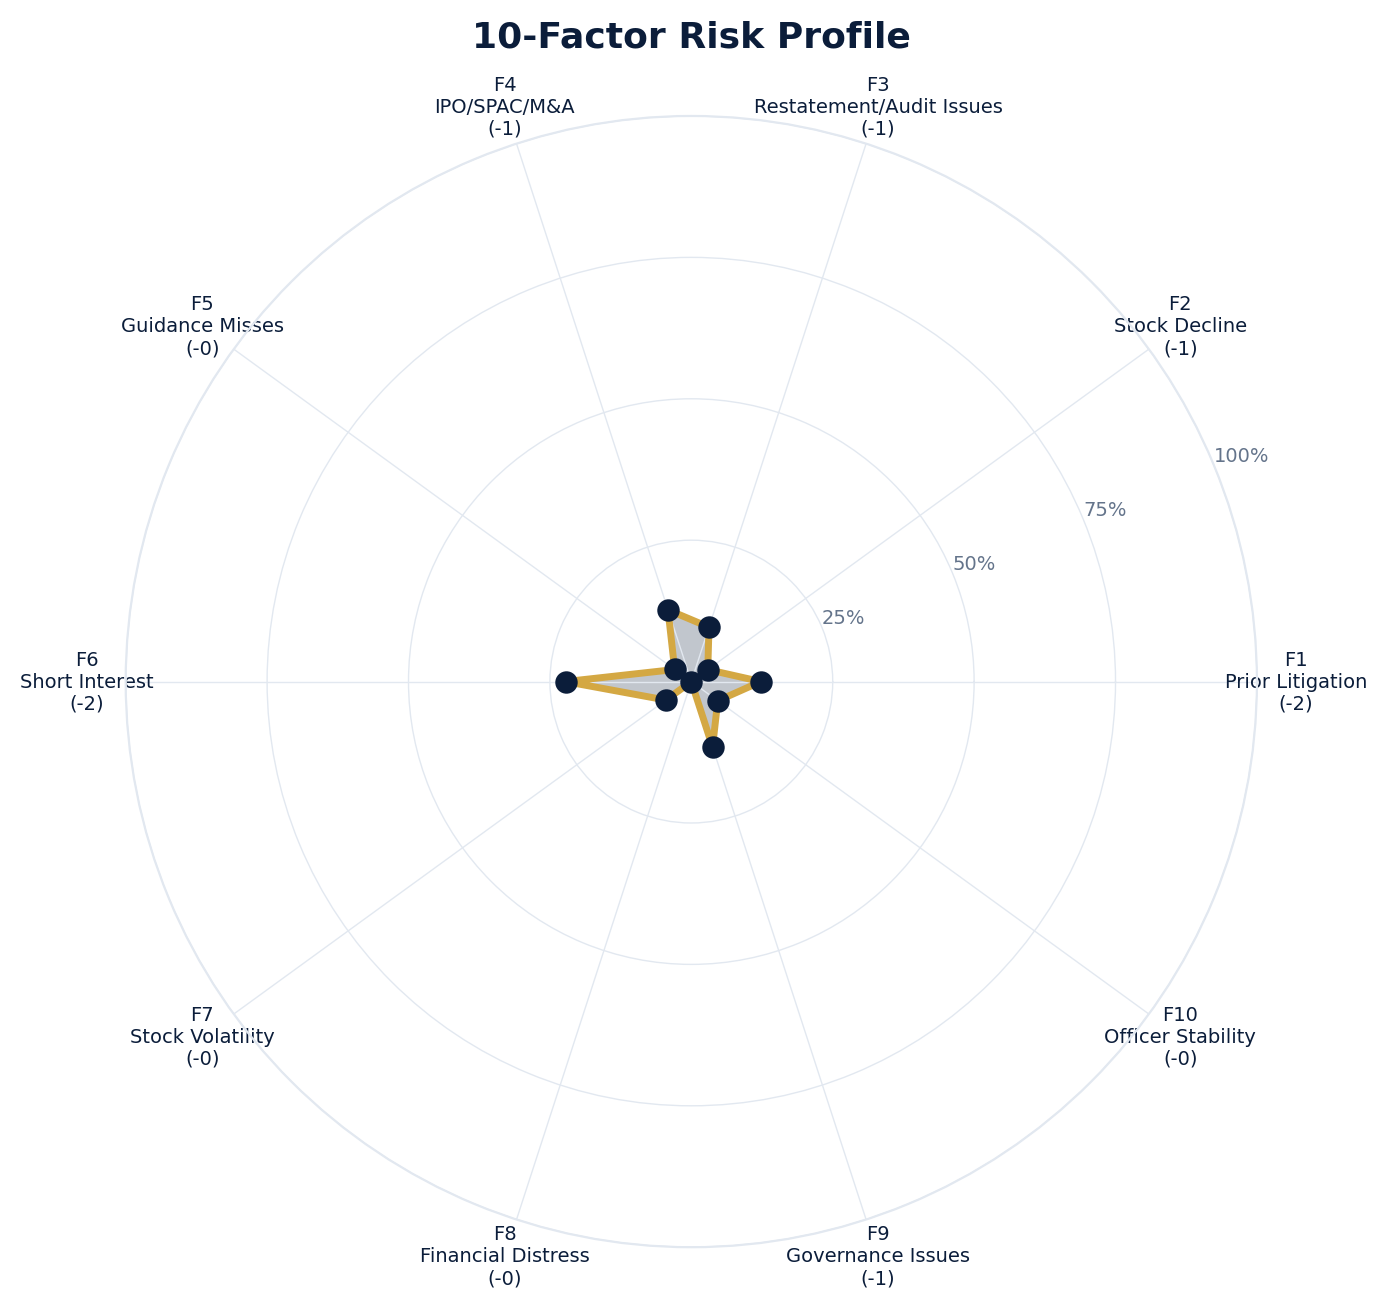 10-Factor Risk Profile
F4
IPO/SPAC/M&A
(-1)
F3
Restatement/Audit Issues
(-1)
F5
Guidance Misses
(-0)
F2
Stock Decline
(-1)
100%
75%
50%
25%
F6
Short Interest
(-2)
F1
Prior Litigation
(-2)
F7
Stock Volatility
(-0)
F10
Officer Stability
(-0)
F8
Financial Distress
(-0)
F9
Governance Issues
(-1)